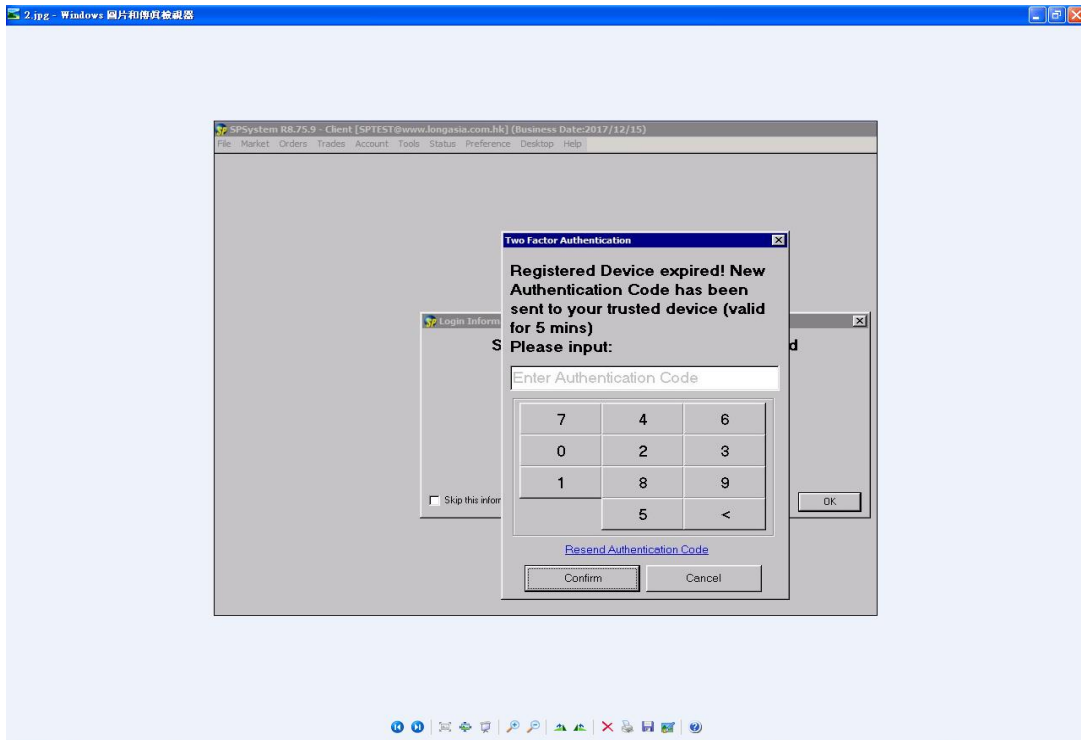 2.jpg - Windows 圖片和傳真檢視器
SPSystem R8.75.9 - Client [SPTEST@www.longasia.com.hk] (Business Date:2017/12/15)
File Market Orders Trades Account Tools Status Preference Desktop Help
Two Factor Authentication
Registered Device expired! New
Authentication Code has been
sent to your trusted device (valid
for 5 mins)
Please input:
Login Inform
S
d
Enter Authentication Code
7 4 6
0 2 3
1 8 9
5 <
Skip this infor
OK
Resend Authentication Code
Confirm Cancel